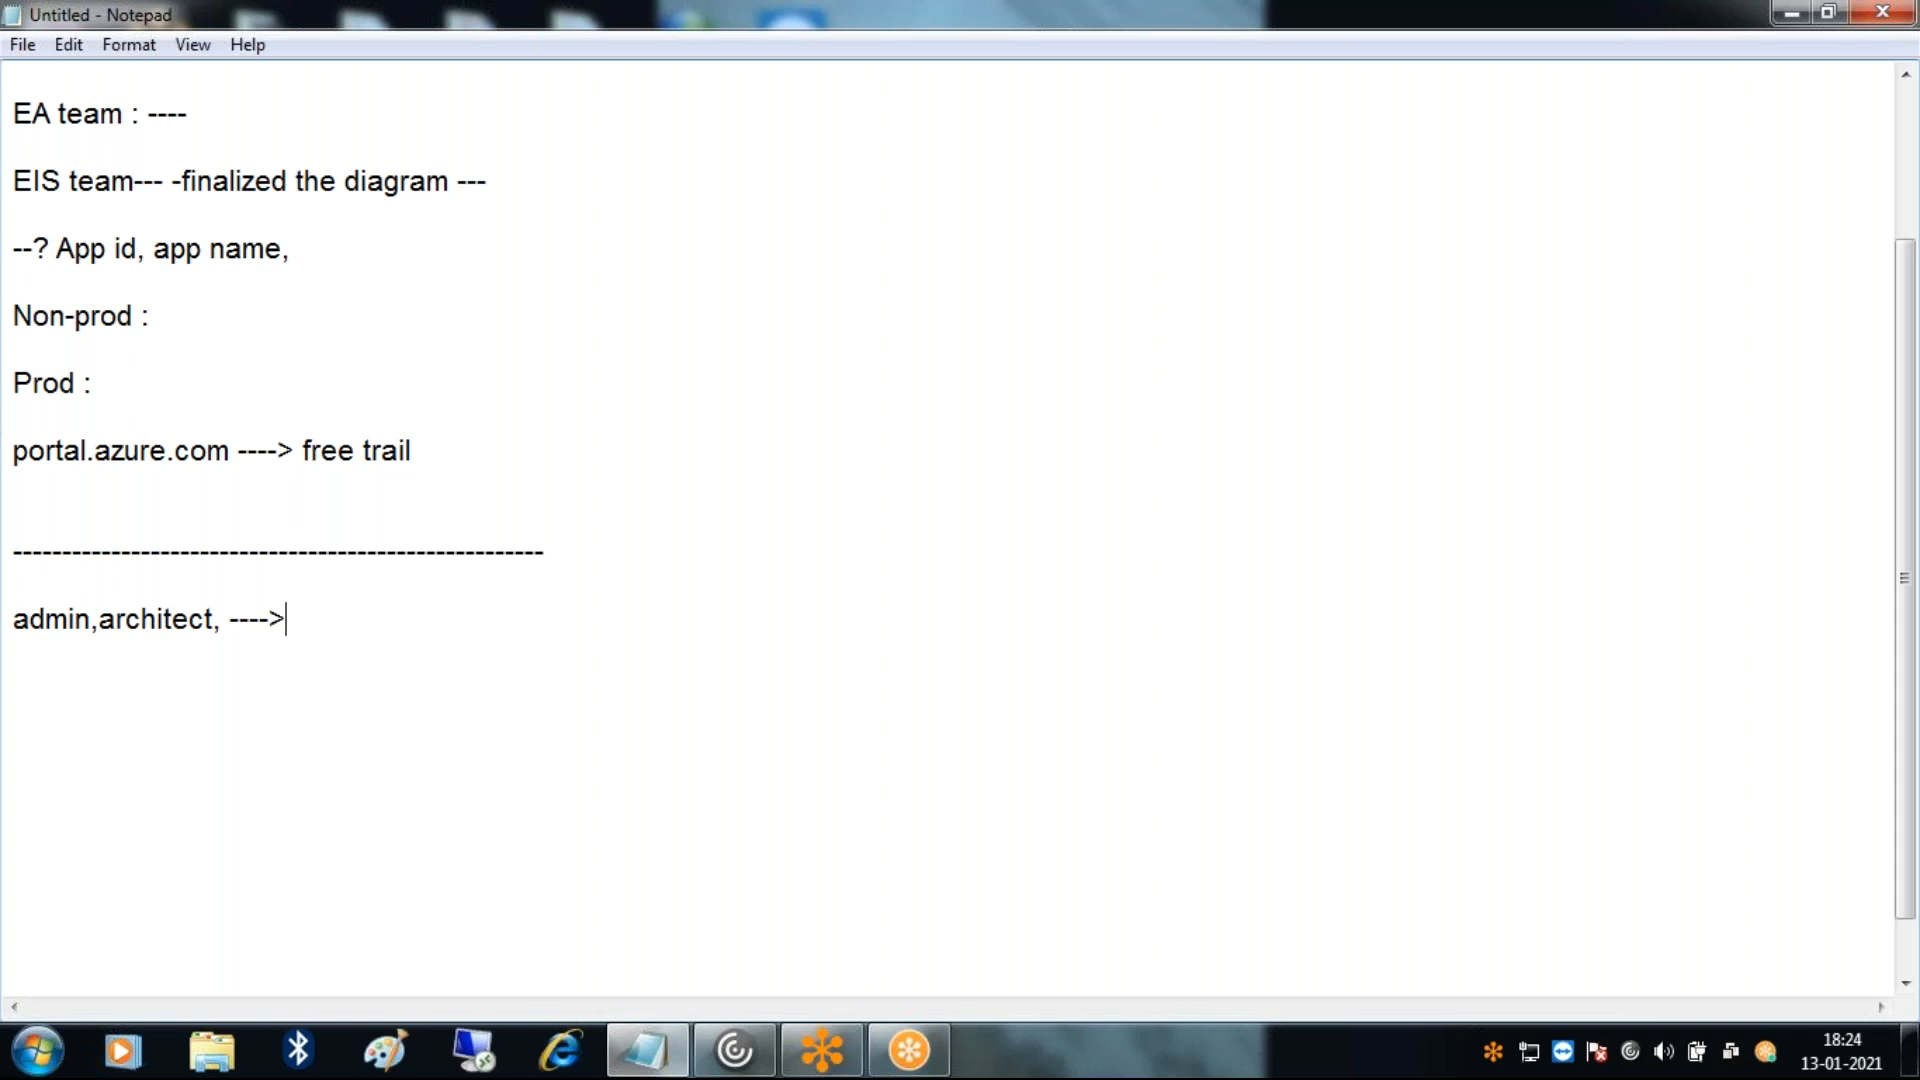 Untitled - Notepad
File Edit Format View Help
EA team : ----
EIS team--- -finalized the diagram ---
--? App id, app name,
Non-prod :
Prod :
portal.azure.com ----> free trail
------------------------------------------------------
admin,architect, ---->
18:24
13-01-2021